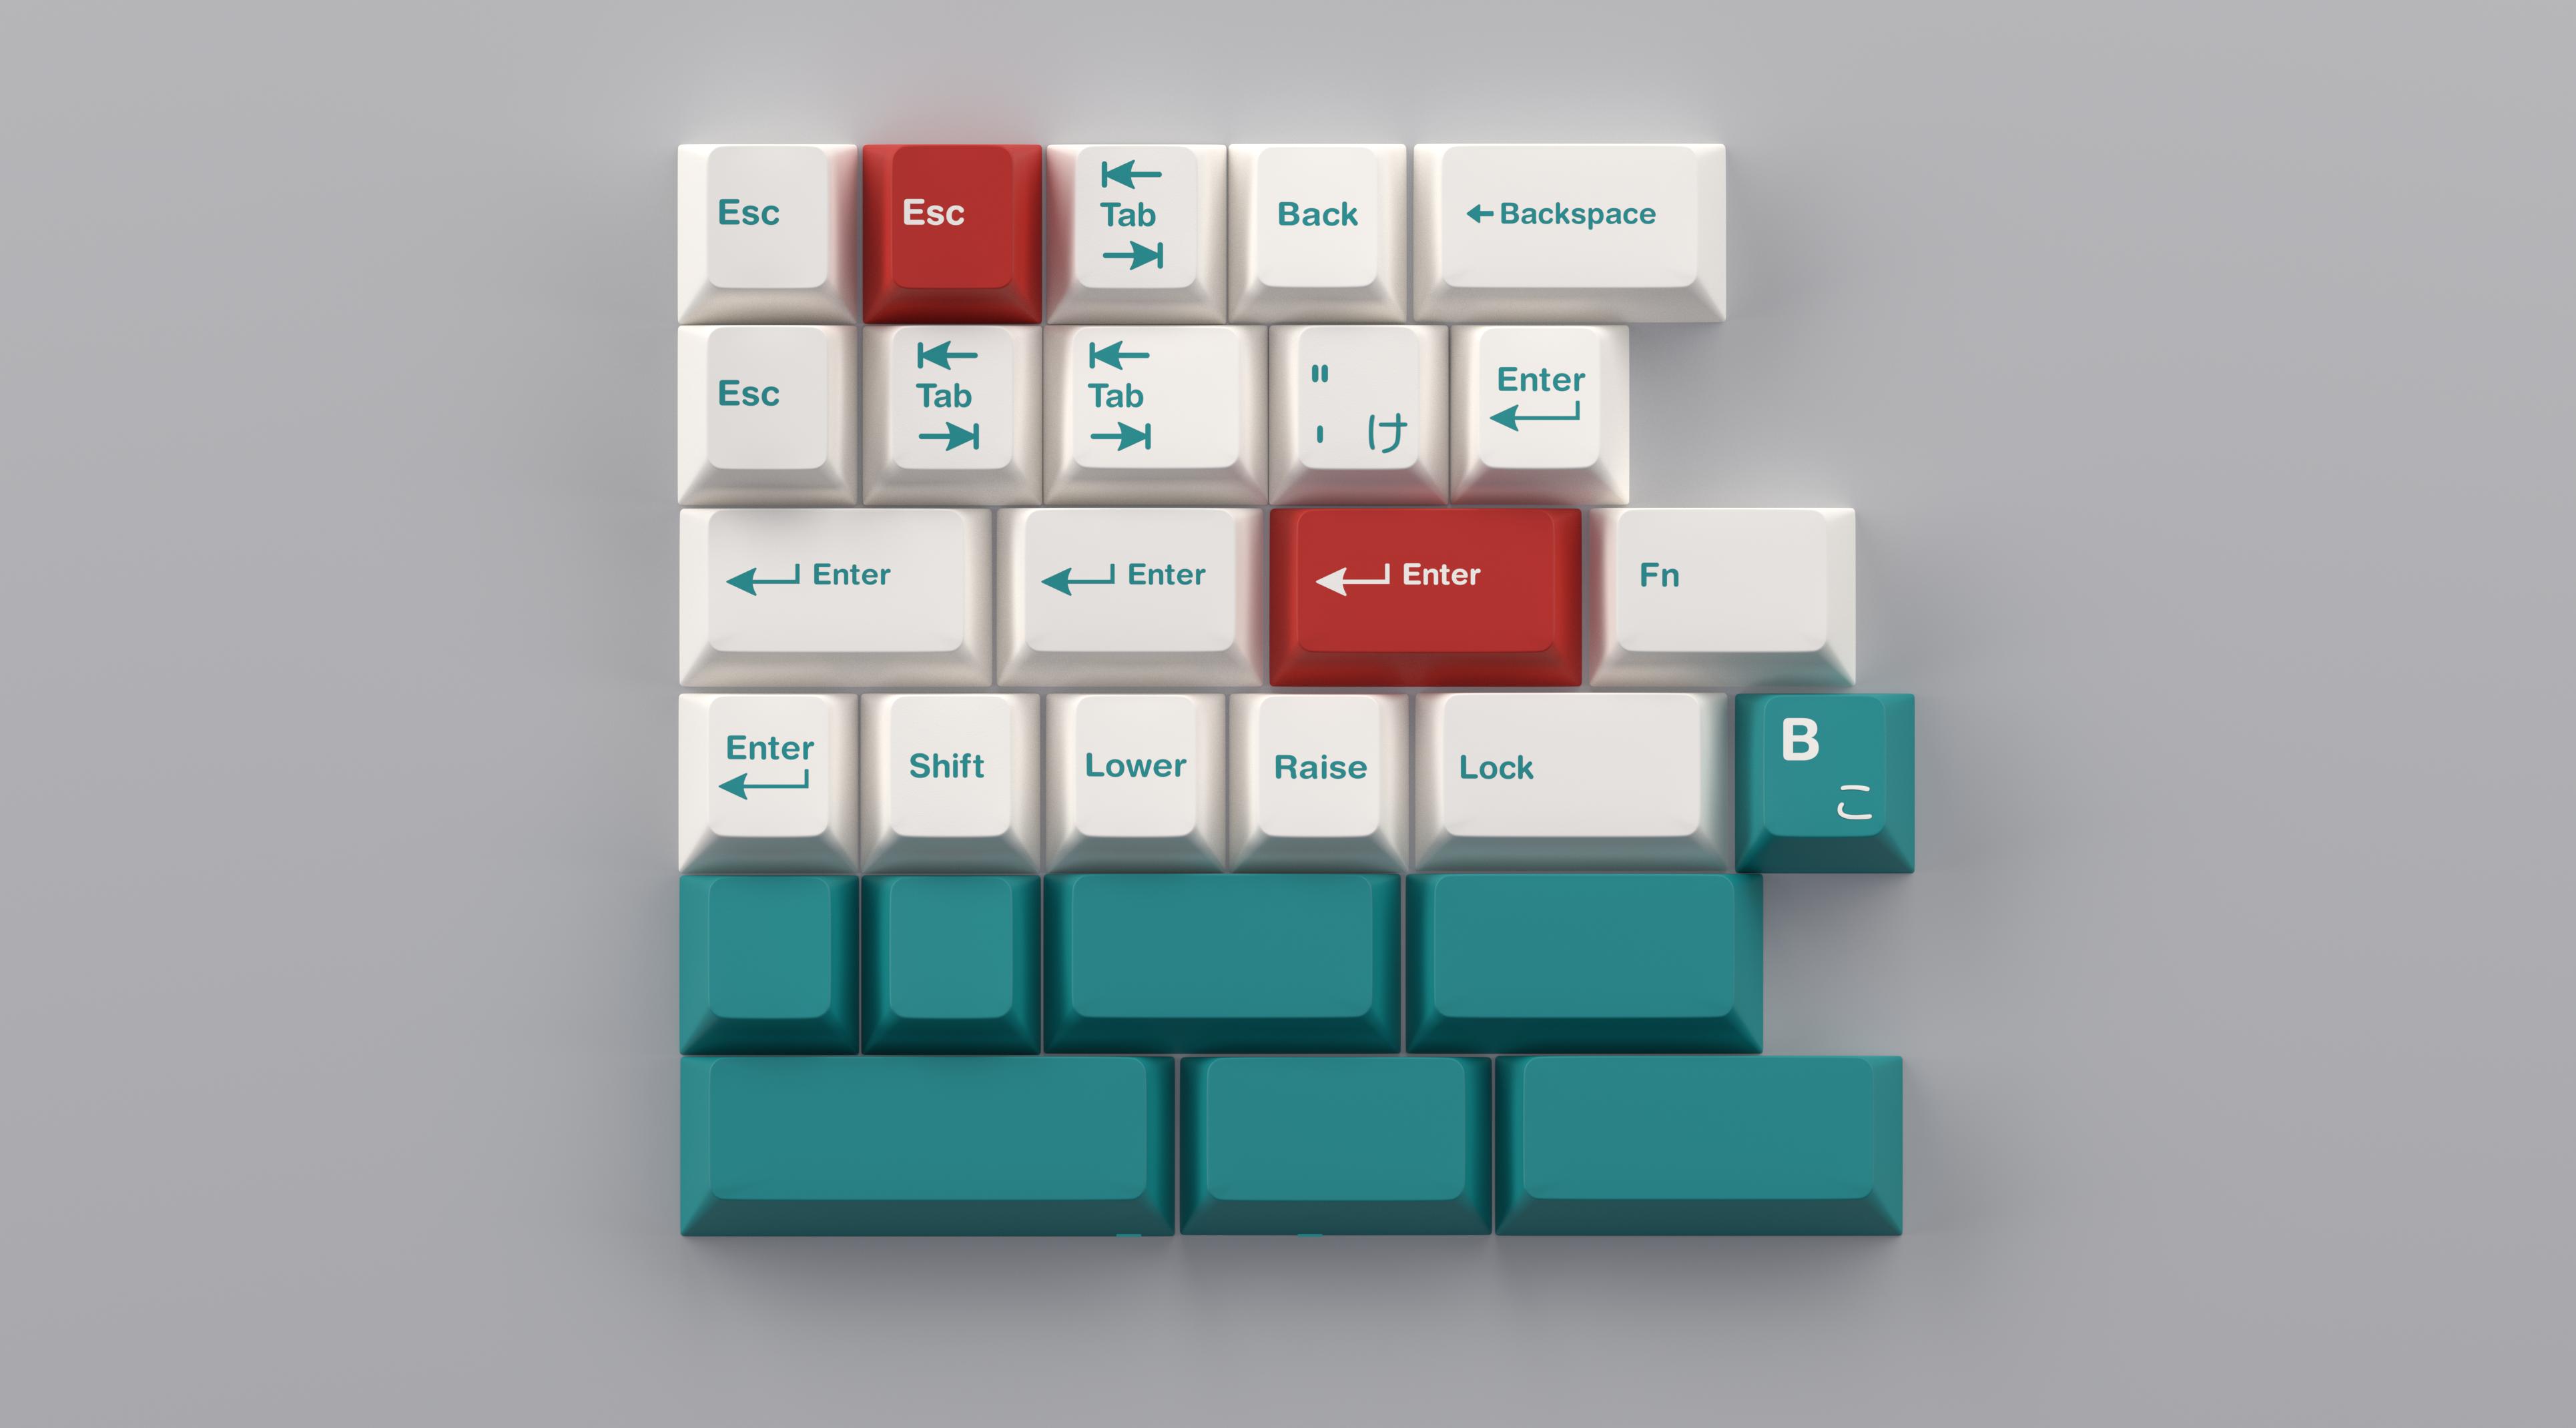 Esc
Esc
Tab
Back
Backspace
Esc
Tab
Tab
"
' け
Enter
Enter
Enter
Enter
Fn
Enter
Shift
Lower
Raise
Lock
B
こ